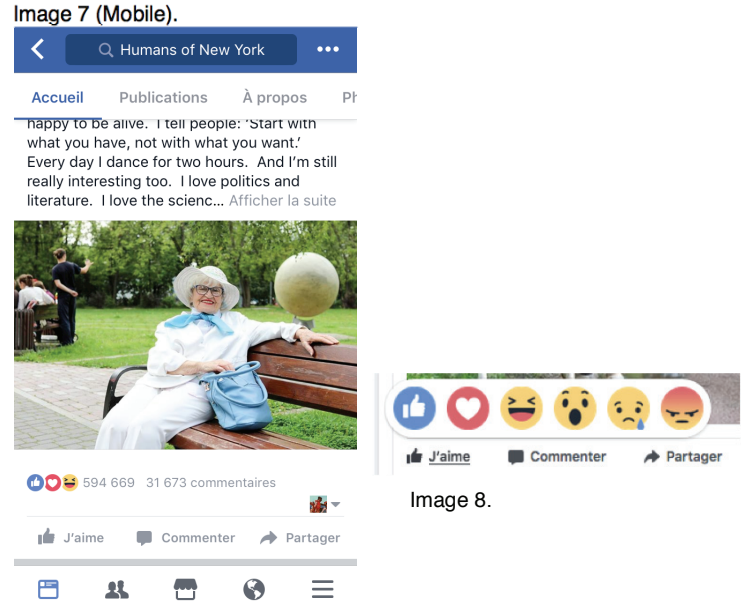 Image 7 (Mobile).
Humans of New York
Accueil Publications À propos Ph
happy to be alive. I tell people: 'Start with
what you have, not with what you want.'
Every day I dance for two hours. And I'm still
really interesting too. I love politics and
literature. I love the scienc... Afficher la suite
594 669 31 673 commentaires
J'aime Commenter Partager
J'aime Commenter Partager
Image 8.